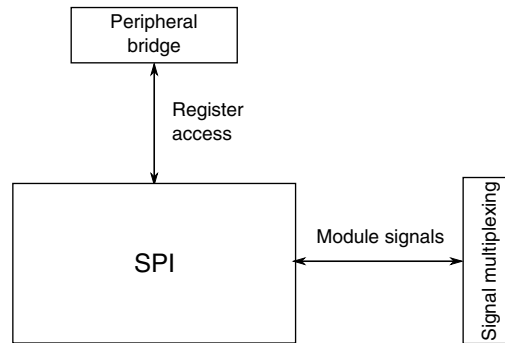 Peripheral
bridge
Register
access
SPI
Module signals
Signal multiplexing